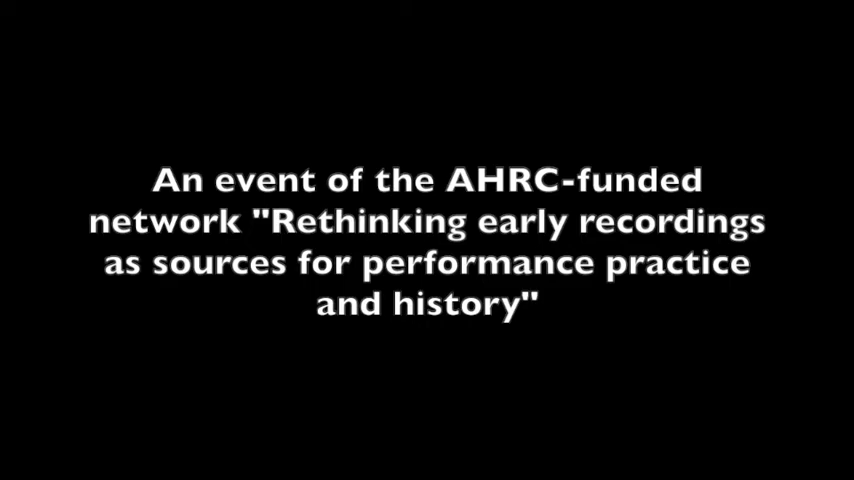 An event of the AHRC-funded
network "Rethinking early recordings
as sources for performance practice
and history"